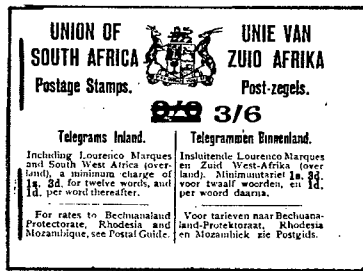 UNION OF
SOUTH AFRICA
Postage Stamps.
UNIE VAN
ZUID AFRIKA
Post-zegels.
3/6
Telegrams Inland.
Including Lourenco Marques
and South West Africa (over-
land), a minimum charge of
1s. 3d. for twelve words, and
1d. per word thereafter.
For rates to Bechuanaland
Protectorate, Rhodesia and
Mozambique, see Postal Guide.
Telegrammen Binnenland.
Insluitende Lourenco Marques
en Zuid West-Afrika (over
land). Minimumtarief 1s. 3d.
voor twaalf woorden, en 1d.
per woord daarna.
Voor tarieven naar Bechuana-
land-Protektoraat, Rhodesia
en Mozambiek zie Postgids.